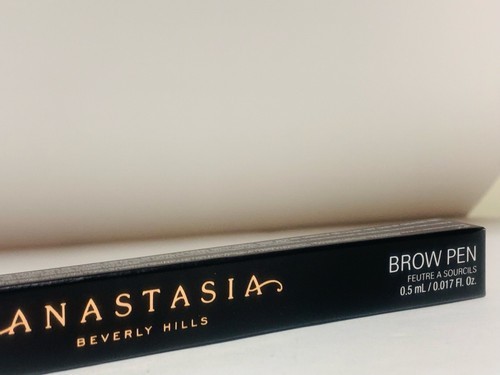 ANASTASIA
BEVERLY HILLS
BROW PEN
FEUTRE A SOURCILS
0.5 mL / 0.017 Fl. Oz.